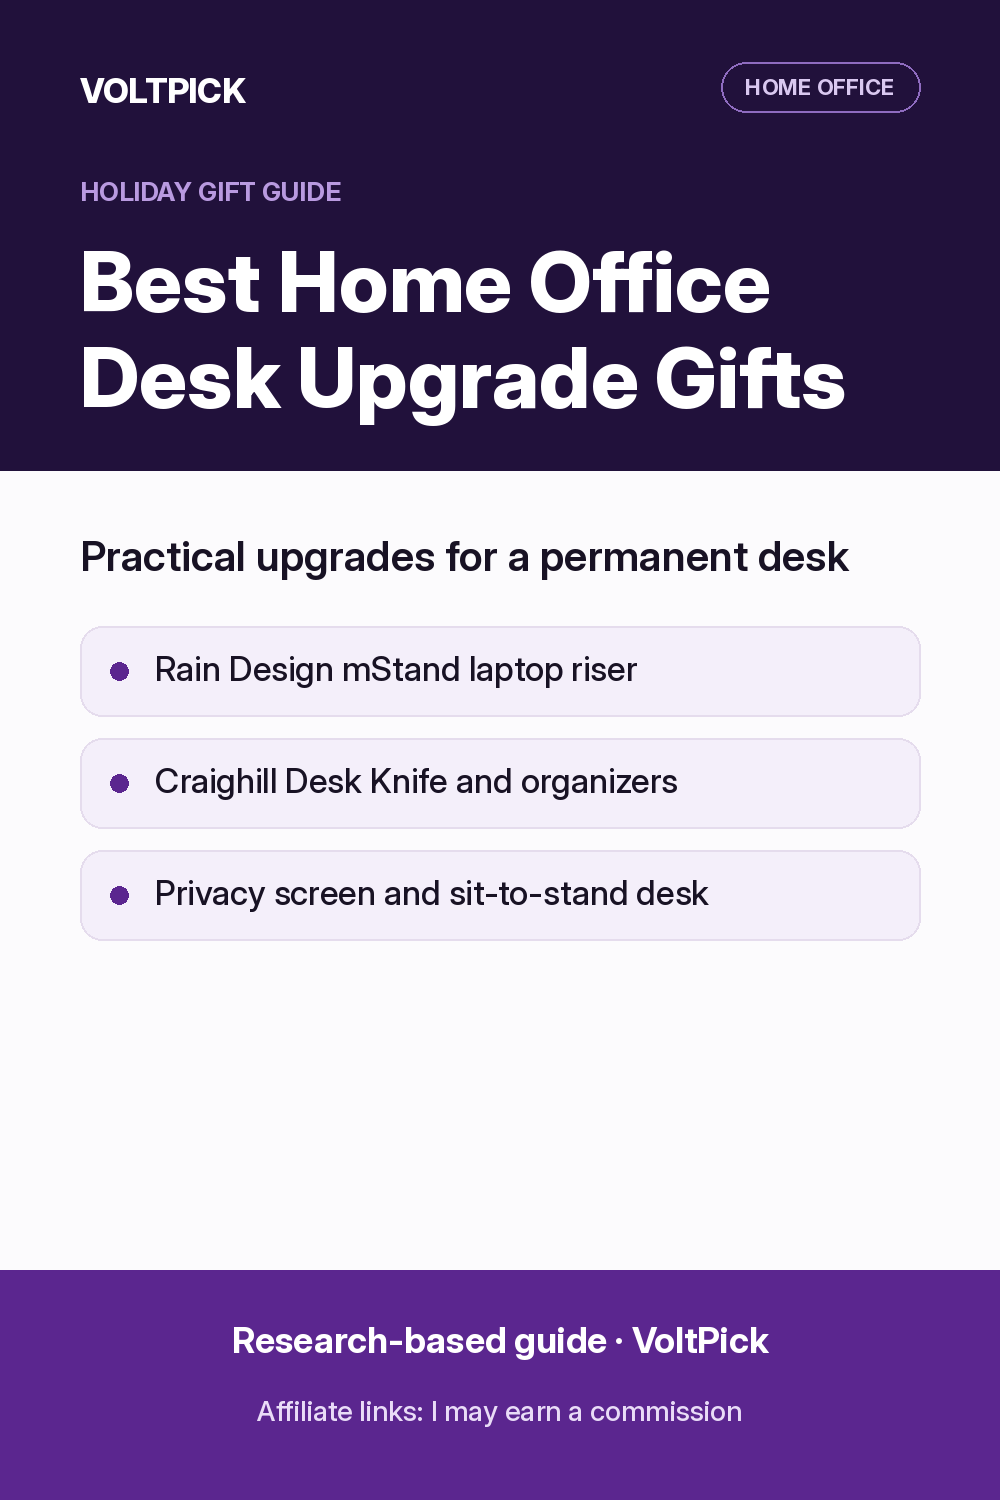 VOLTPICK
HOME OFFICE
HOLIDAY GIFT GUIDE
Best Home Office
Desk Upgrade Gifts
Practical upgrades for a permanent desk
Rain Design mStand laptop riser
Craighill Desk Knife and organizers
Privacy screen and sit-to-stand desk
Research-based guide · VoltPick
Affiliate links: I may earn a commission